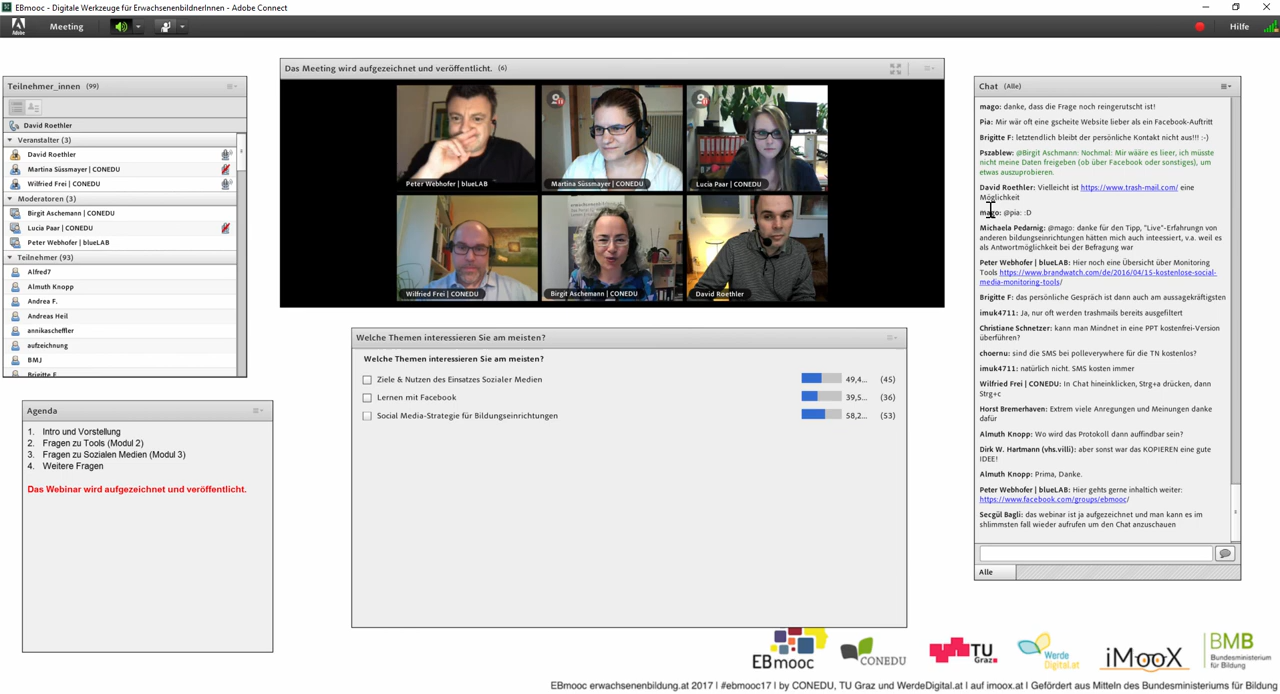 EBmooc - Digitale Werkzeuge für ErwachsenenbildnerInnen - Adobe Connect
Adobe
Meeting
Hilfe
Teilnehmer_innen (99)
David Roethler
Veranstalter (3)
David Roethler
Martina Süssmayer | CONEDU
Wilfried Frei | CONEDU
Moderatoren (3)
Birgit Aschemann | CONEDU
Lucia Paar | CONEDU
Peter Webhofer | blueLAB
Teilnehmer (93)
Alfred7
Almuth Knopp
Andrea F.
Andreas Heil
annikascheffler
aufzeichnung
BMJ
Brigitte F
Agenda
1. Intro und Vorstellung
2. Fragen zu Tools (Modul 2)
3. Fragen zu Sozialen Medien (Modul 3)
4. Weitere Fragen
Das Webinar wird aufgezeichnet und veröffentlicht.
Das Meeting wird aufgezeichnet und veröffentlicht. (6)
Peter Webhofer | blueLAB
Martina Süssmayer | CONEDU
Lucia Paar | CONEDU
Wilfried Frei | CONEDU
Birgit Aschemann | CONEDU
David Roethler
Welche Themen interessieren Sie am meisten?
Welche Themen interessieren Sie am meisten?
Ziele & Nutzen des Einsatzes Sozialer Medien 49,4... (45)
Lernen mit Facebook 39,5... (36)
Social Media-Strategie für Bildungseinrichtungen 58,2... (53)
Chat (Alle)
mago: danke, dass die Frage noch reingerutscht ist!
Pia: Mir wär oft eine gscheite Website lieber als ein Facebook-Auftritt
Brigitte F: letztendlich bleibt der persönliche Kontakt nicht aus!!! :-)
Pszablew: @Birgit Aschmann: Nochmal: Mir wääre es lieer, ich müsste
nicht meine Daten freigeben (ob über Facebook oder sonstiges), um
etwas auszuprobieren.
David Roethler: Vielleicht ist https://www.trash-mail.com/ eine
Möglichkeit
mago: @pia: :D
Michaela Pedarnig: @mago: danke für den Tipp, "Live"-Erfahrung von
anderen bildungseinrichtungen hätten mich auch inteessiert, v.a. weil es
als Antwortmöglichkeit bei der Befragung war
Peter Webhofer | blueLAB: Hier noch eine Übersicht über Monitoring
Tools https://www.brandwatch.com/de/2016/04/15-kostenlose-social-
media-monitoring-tools/
Brigitte F: das persönliche Gespräch ist dann auch am aussagekräftigsten
imuk4711: Ja, nur oft werden trashmails bereits ausgefiltert
Christiane Schnetzer: kann man Mindnet in eine PPT kostenfrei-Version
überführen?
choernu: sind die SMS bei polleverywhere für die TN kostenlos?
imuk4711: natürlich nicht. SMS kosten immer
Wilfried Frei | CONEDU: In Chat hineinklicken, Strg+a drücken, dann
Strg+c
Horst Bremerhaven: Extrem viele Anregungen und Meinungen danke
dafür
Almuth Knopp: Wo wird das Protokoll dann auffindbar sein?
Dirk W. Hartmann (vhs.villi): aber sonst war das KOPIEREN eine gute
IDEE!
Almuth Knopp: Prima, Danke.
Peter Webhofer | blueLAB: Hier gehts gerne inhaltlich weiter:
https://www.facebook.com/groups/ebmooc/
Secgül Bagli: das webinar ist ja aufgezeichnet und man kann es im
shlimmsten fall wieder aufrufen um den Chat anzuschauen
Alle
EBmooc
CONEDU
TU Graz
Werde Digital.at
iMooX
BMB
Bundesministerium
für Bildung
EBmooc erwachsenenbildung.at 2017 | #ebmooc17 | by CONEDU, TU Graz und WerdeDigital.at | auf imoox.at | Gefördert aus Mitteln des Bundesministeriums für Bildung